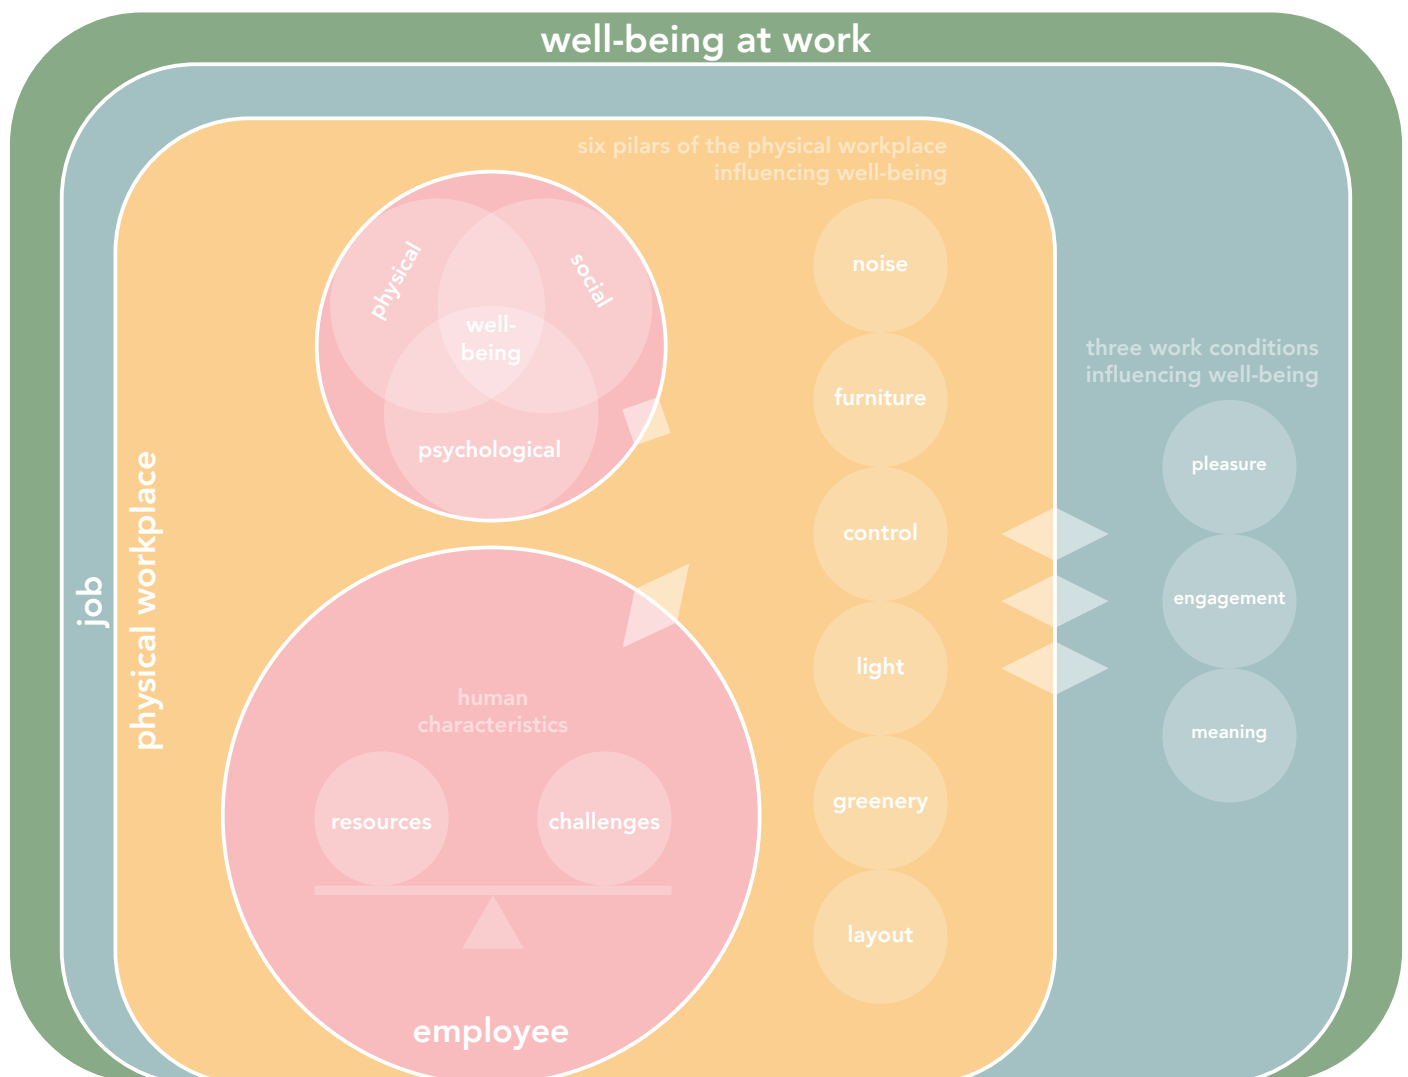 well-being at work
six pilars of the physical workplace
influencing well-being
physical
social
well-
being
psychological
noise
furniture
control
light
greenery
layout
three work conditions
influencing well-being
pleasure
engagement
meaning
job
physical workplace
human
characteristics
resources
challenges
employee